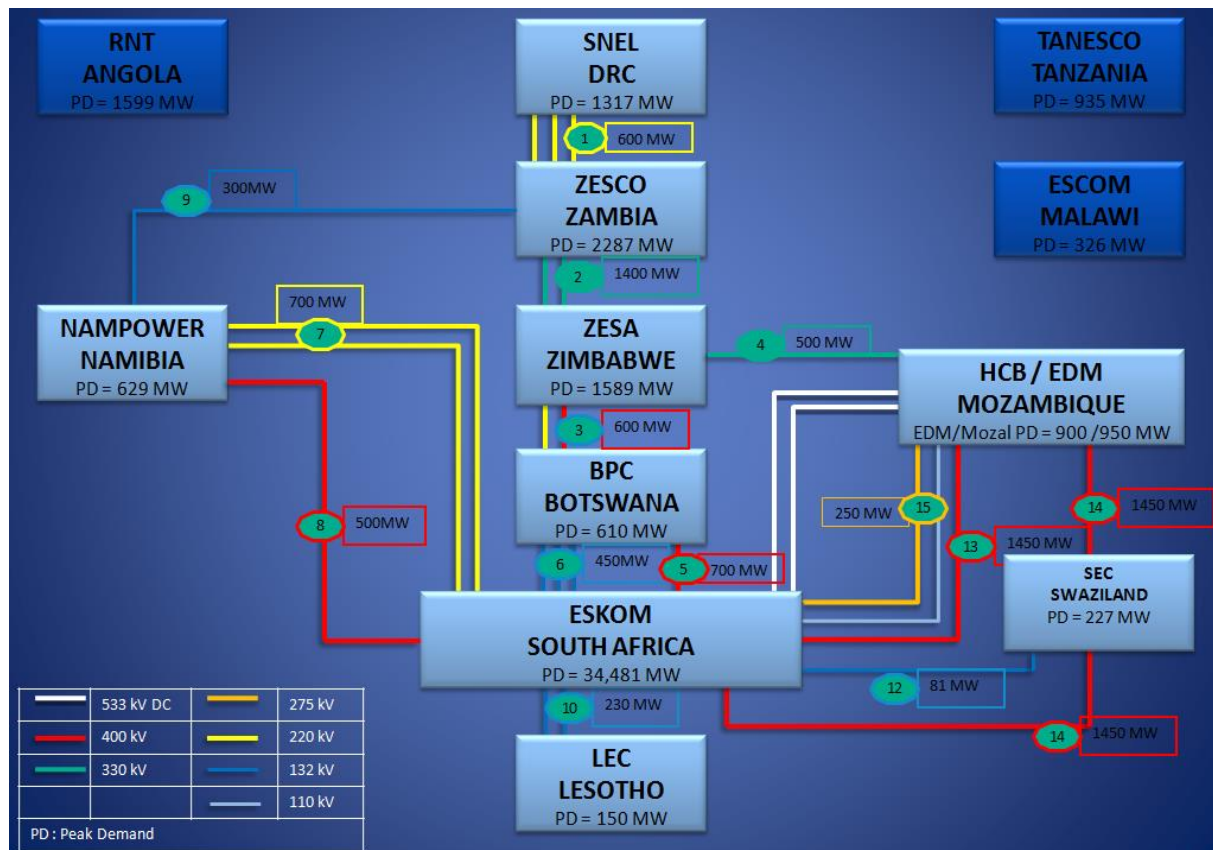 RNT
ANGOLA
PD = 1599 MW
SNEL
DRC
PD = 1317 MW
TANESCO
TANZANIA
PD = 935 MW
1
600 MW
ZESCO
ZAMBIA
PD = 2287 MW
ESCOM
MALAWI
PD = 326 MW
9
300MW
2
1400 MW
700 MW
7
NAMPOWER
NAMIBIA
PD = 629 MW
ZESA
ZIMBABWE
PD = 1589 MW
4
500 MW
HCB / EDM
MOZAMBIQUE
EDM/Mozal PD = 900 /950 MW
3
600 MW
BPC
BOTSWANA
PD = 610 MW
8
500MW
250 MW
15
14
1450 MW
13
1450 MW
6
450MW
5
700 MW
SEC
SWAZILAND
PD = 227 MW
ESKOM
SOUTH AFRICA
PD = 34,481 MW
12
81 MW
10
230 MW
14
1450 MW
LEC
LESOTHO
PD = 150 MW
533 kV DC
275 kV
400 kV
220 kV
330 kV
132 kV
110 kV
PD : Peak Demand